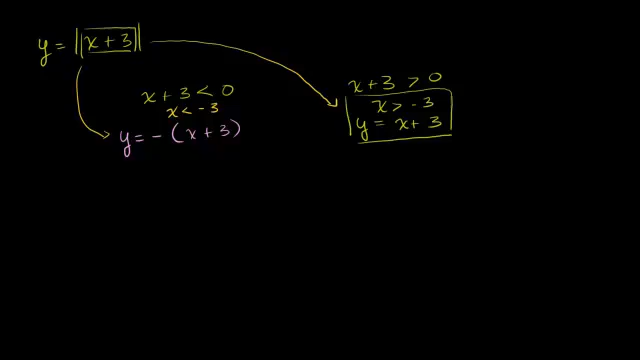 y = |x + 3|
x + 3 < 0
x < -3
y = - (x + 3)
x + 3 > 0
x > -3
y = x + 3